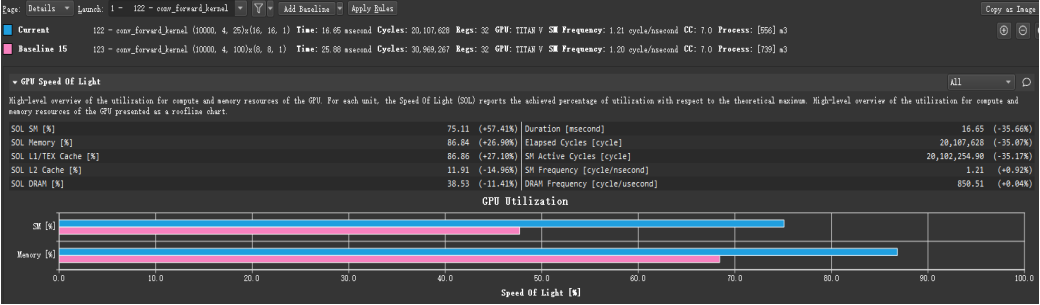 Page: Details Launch: 1 - 122 - conv_forward_kernel Add Baseline Apply Rules Copy as Image
Current 122 - conv_forward_kernel (10000, 4, 25)x(16, 16, 1) Time: 16.65 msecond Cycles: 20,107,628 Regs: 32 GPU: TITAN V SM Frequency: 1.21 cycle/nsecond CC: 7.0 Process: [556] m3
Baseline 15 123 - conv_forward_kernel (10000, 4, 100)x(8, 8, 1) Time: 25.88 msecond Cycles: 30,969,267 Regs: 32 GPU: TITAN V SM Frequency: 1.20 cycle/nsecond CC: 7.0 Process: [739] m3
GPU Speed Of Light All
High-level overview of the utilization for compute and memory resources of the GPU. For each unit, the Speed Of Light (SOL) reports the achieved percentage of utilization with respect to the theoretical maximum. High-level overview of the utilization for compute and
memory resources of the GPU presented as a roofline chart.
SOL SM [%] 75.11 (+57.41%) Duration [msecond] 16.65 (-35.66%)
SOL Memory [%] 86.84 (+26.90%) Elapsed Cycles [cycle] 20,107,628 (-35.07%)
SOL L1/TEX Cache [%] 86.86 (+27.10%) SM Active Cycles [cycle] 20,102,254.90 (-35.17%)
SOL L2 Cache [%] 11.91 (-14.96%) SM Frequency [cycle/nsecond] 1.21 (+0.92%)
SOL DRAM [%] 38.53 (-11.41%) DRAM Frequency [cycle/usecond] 850.51 (+0.04%)
GPU Utilization
SM [%]
Memory [%]
0.0 10.0 20.0 30.0 40.0 50.0 60.0 70.0 80.0 90.0 100.0
Speed Of Light [%]